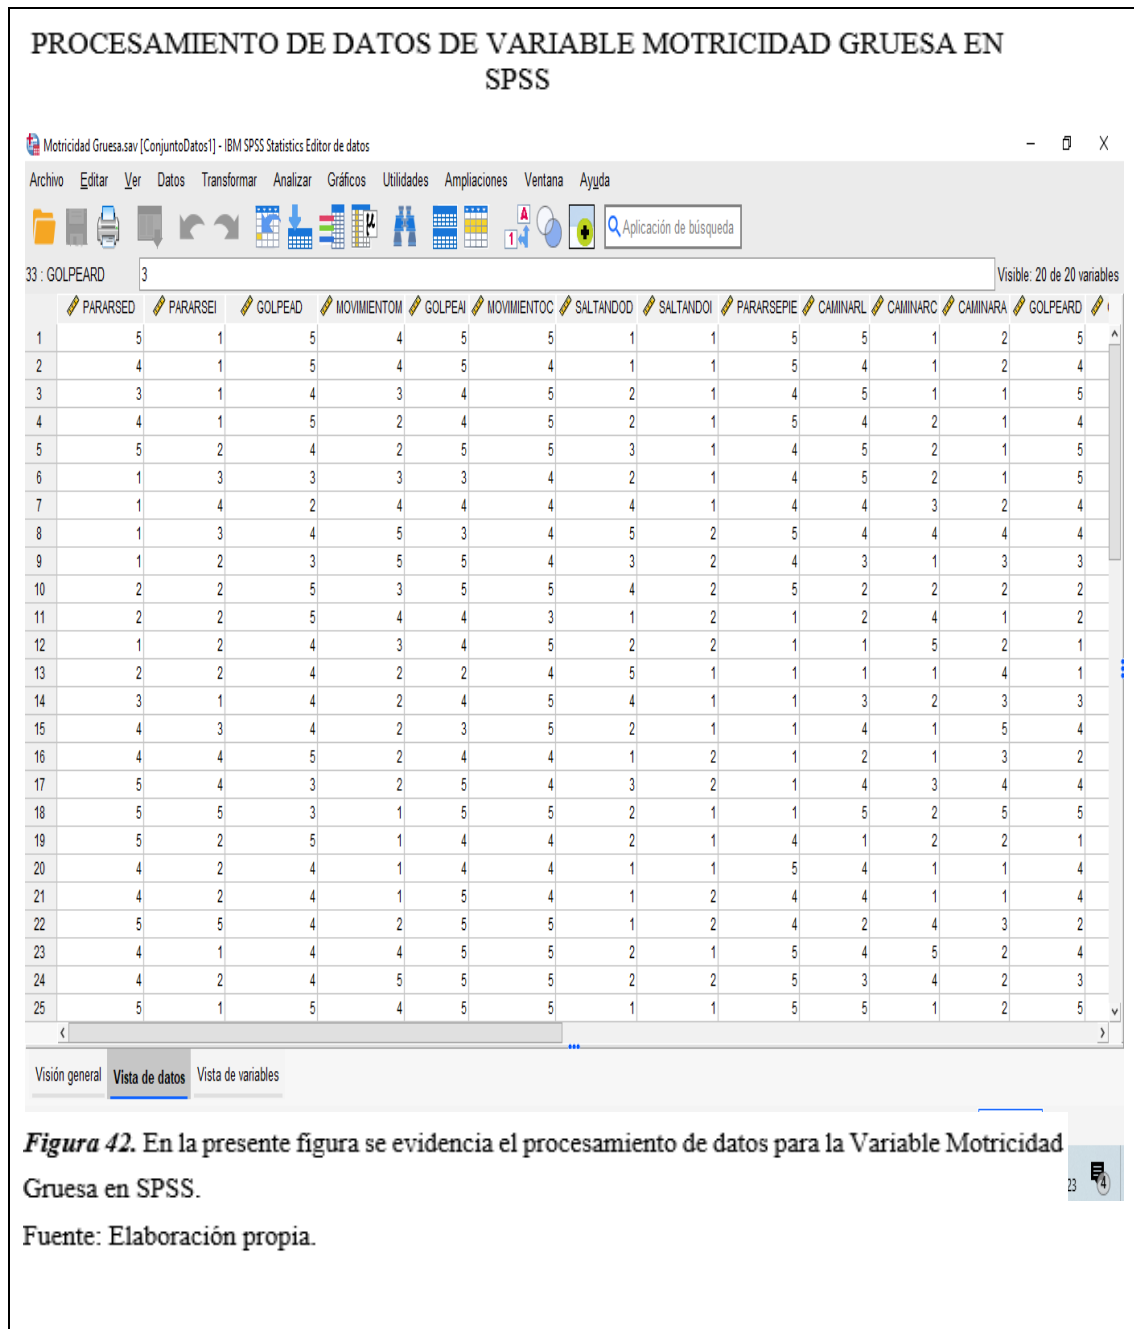 PROCESAMIENTO DE DATOS DE VARIABLE MOTRICIDAD GRUESA EN
SPSS
Motricidad Gruesa.sav [ConjuntoDatos1] - IBM SPSS Statistics Editor de datos
Archivo Editar Ver Datos Transformar Analizar Gráficos Utilidades Ampliaciones Ventana Ayuda
Aplicación de búsqueda
33 : GOLPEARD 3 Visible: 20 de 20 variables
PARARSED PARARSEI GOLPEAD MOVIMIENTOM GOLPEAI MOVIMIENTOC SALTANDOD SALTANDOI PARARSEPIE CAMINARL CAMINARC CAMINARA GOLPEARD
1 5 1 5 4 5 5 1 1 5 5 1 2 5
2 4 1 5 4 5 4 1 1 5 4 1 2 4
3 3 1 4 3 4 5 2 1 4 5 1 1 5
4 4 1 5 2 4 5 2 1 5 4 2 1 4
5 5 2 4 2 5 5 3 1 4 5 2 1 5
6 1 3 3 3 3 4 2 1 4 5 2 1 5
7 1 4 2 4 4 4 4 1 4 4 3 2 4
8 1 3 4 5 3 4 5 2 5 4 4 4 4
9 1 2 3 5 5 4 3 2 4 3 1 3 3
10 2 2 5 3 5 5 4 2 5 2 2 2 2
11 2 2 5 4 4 3 1 2 1 2 4 1 2
12 1 2 4 3 4 5 2 2 1 1 5 2 1
13 2 2 4 2 2 4 5 1 1 1 1 4 1
14 3 1 4 2 4 5 4 1 1 3 2 3 3
15 4 3 4 2 3 5 2 1 1 4 1 5 4
16 4 4 5 2 4 4 1 2 1 2 1 3 2
17 5 4 3 2 5 4 3 2 1 4 3 4 4
18 5 5 3 1 5 5 2 1 1 5 2 5 5
19 5 2 5 1 4 4 2 1 4 1 2 2 1
20 4 2 4 1 4 4 1 1 5 4 1 1 4
21 4 2 4 1 5 4 1 2 4 4 1 1 4
22 5 5 4 2 5 5 1 2 4 2 4 3 2
23 4 1 4 4 5 5 2 1 5 4 5 2 4
24 4 2 4 5 5 5 2 2 5 3 4 2 3
25 5 1 5 4 5 5 1 1 5 5 1 2 5
Visión general Vista de datos Vista de variables
Figura 42. En la presente figura se evidencia el procesamiento de datos para la Variable Motricidad
Gruesa en SPSS.
23 4
Fuente: Elaboración propia.